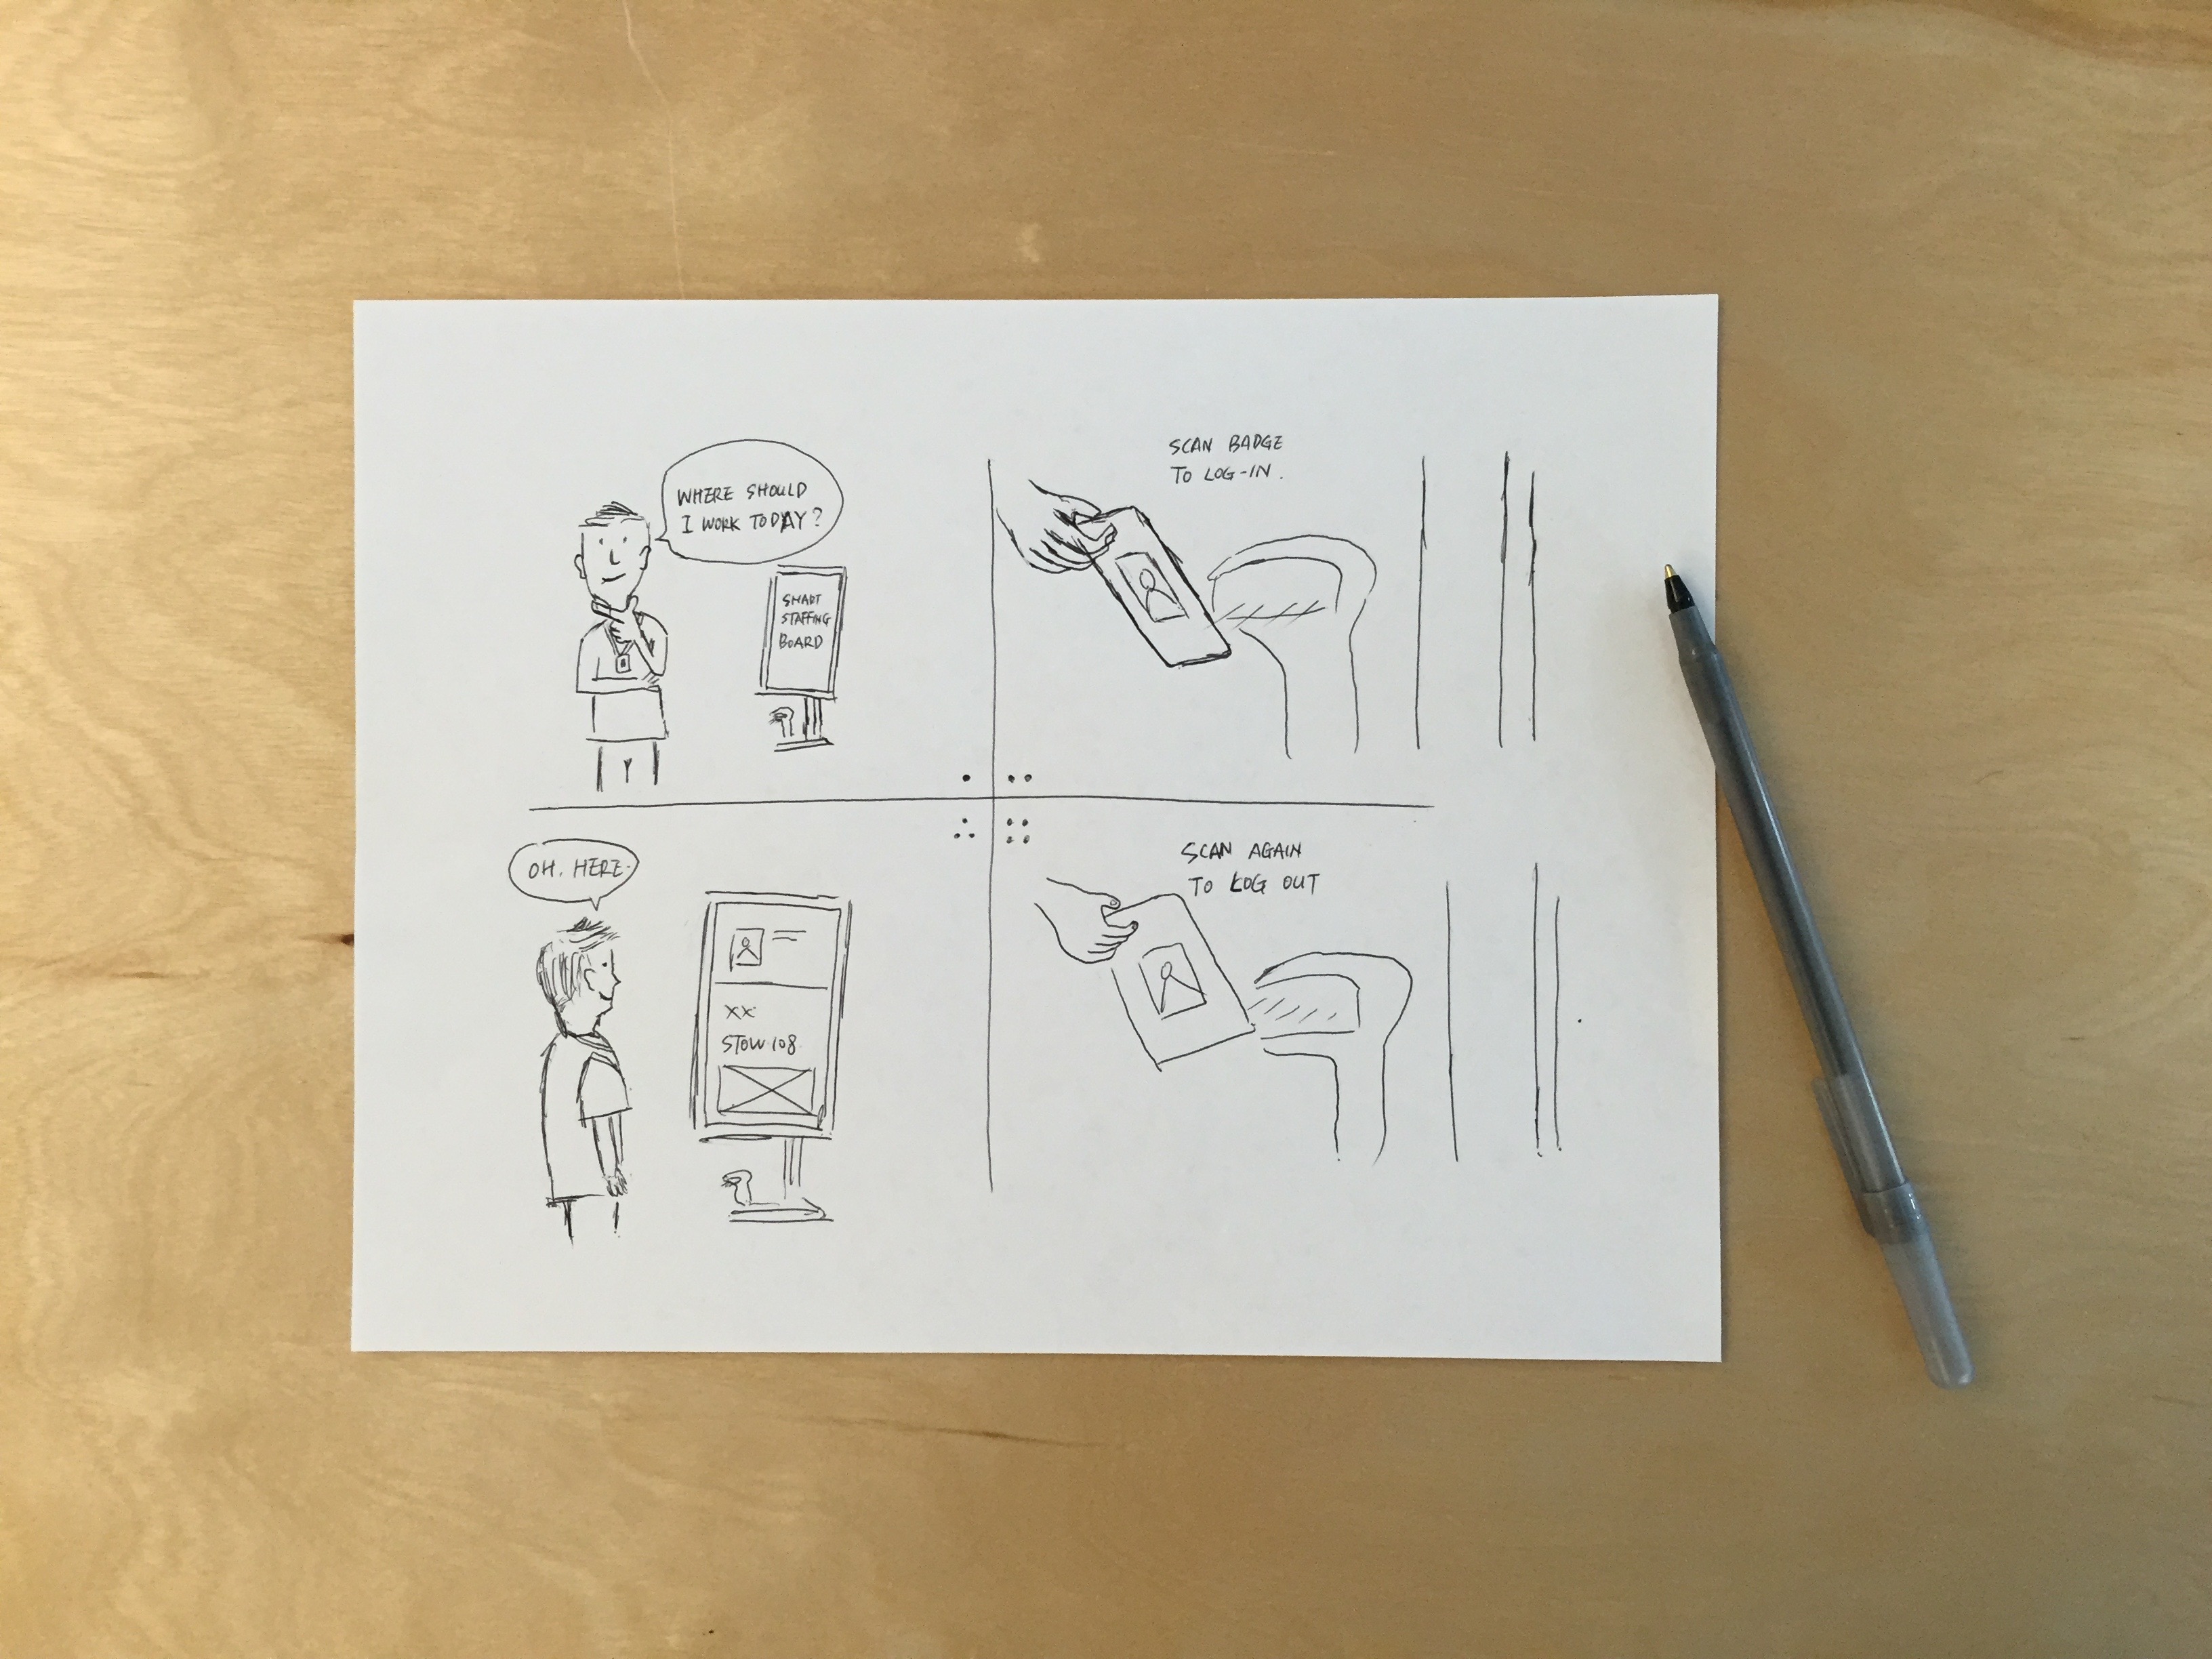 WHERE SHOULD
I WORK TODAY?
SMART
STAFFING
BOARD
SCAN BADGE
TO LOG-IN.
OH. HERE.
XX
STOW 108
SCAN AGAIN
TO LOG OUT